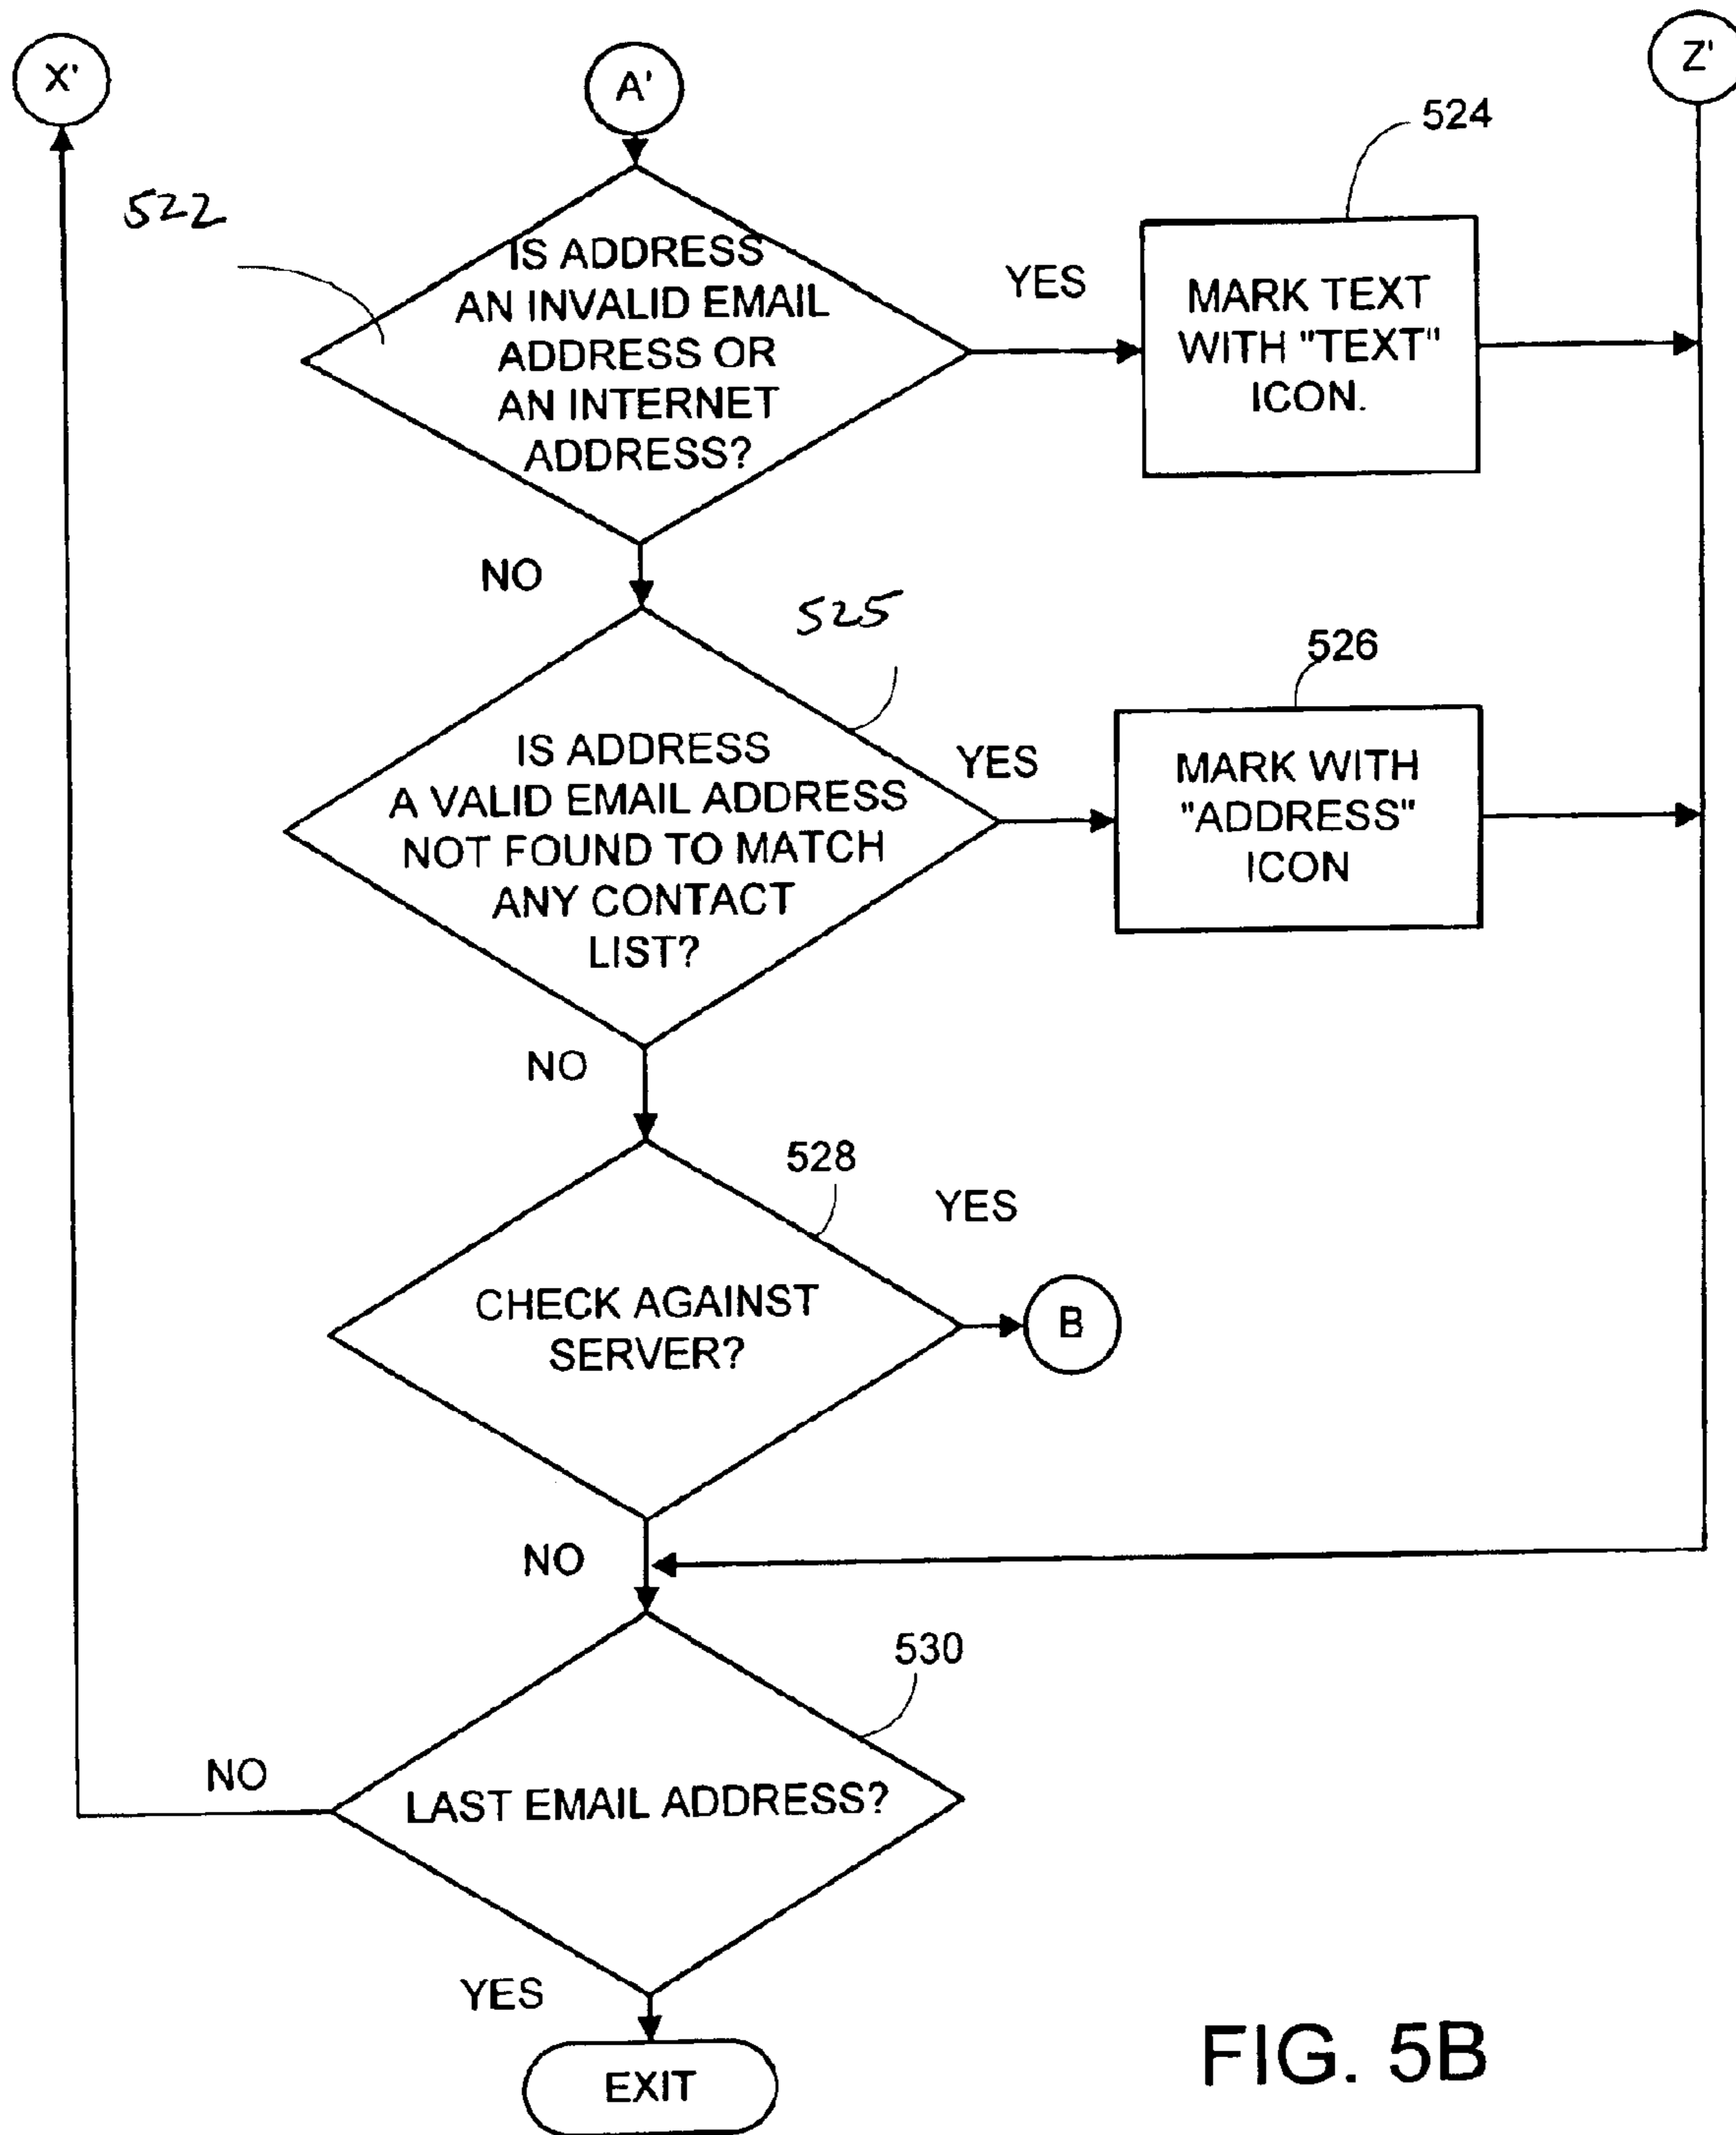 X'
A'
Z'
522
524
IS ADDRESS
AN INVALID EMAIL
ADDRESS OR
AN INTERNET
ADDRESS?
YES
MARK TEXT
WITH "TEXT"
ICON.
NO
525
526
IS ADDRESS
A VALID EMAIL ADDRESS
NOT FOUND TO MATCH
ANY CONTACT
LIST?
YES
MARK WITH
"ADDRESS"
ICON
NO
528
YES
CHECK AGAINST
SERVER?
B
NO
530
NO
LAST EMAIL ADDRESS?
YES
EXIT
FIG. 5B